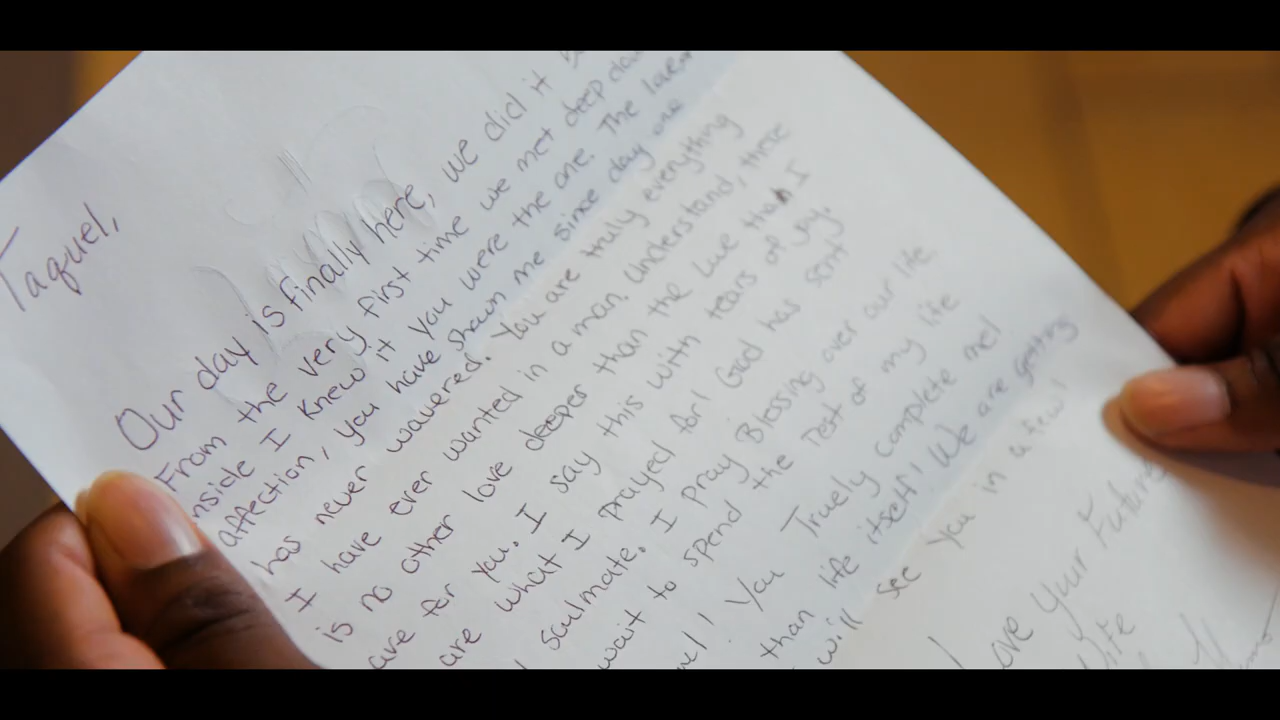 Taquel,
Our day is finally here, we did it
From the very first time we met deep
inside I Knew it you were the one. The
affection, you have shown me since day one
has never wavered. You are truly everything
I have ever wanted in a man. Understand, these
is no other love deeper than the love than I
have for you. I say this with tears of joy.
are what I prayed for! God has sent
soulmate. I pray Blessing over our life
wait to spend the rest of my life
You Truely complete me!
than life itself! We are getting
will see you in a few!
Love Your Future
Wife